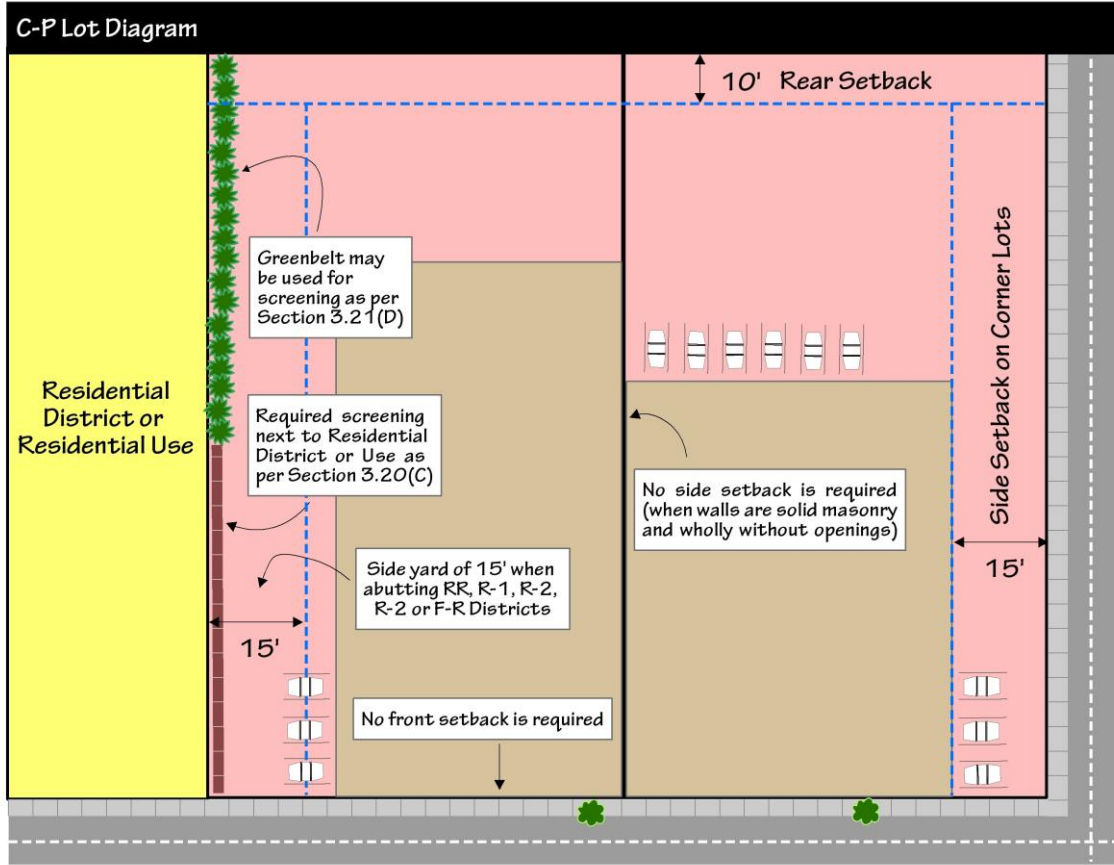 C-P Lot Diagram
10' Rear Setback
Greenbelt may
be used for
screening as per
Section 3.21(D)
Residential
District or
Residential Use
Required screening
next to Residential
District or Use as
per Section 3.20(C)
No side setback is required
(when walls are solid masonry
and wholly without openings)
Side Setback on Corner Lots
15'
Side yard of 15' when
abutting RR, R-1, R-2,
R-2 or F-R Districts
15'
No front setback is required